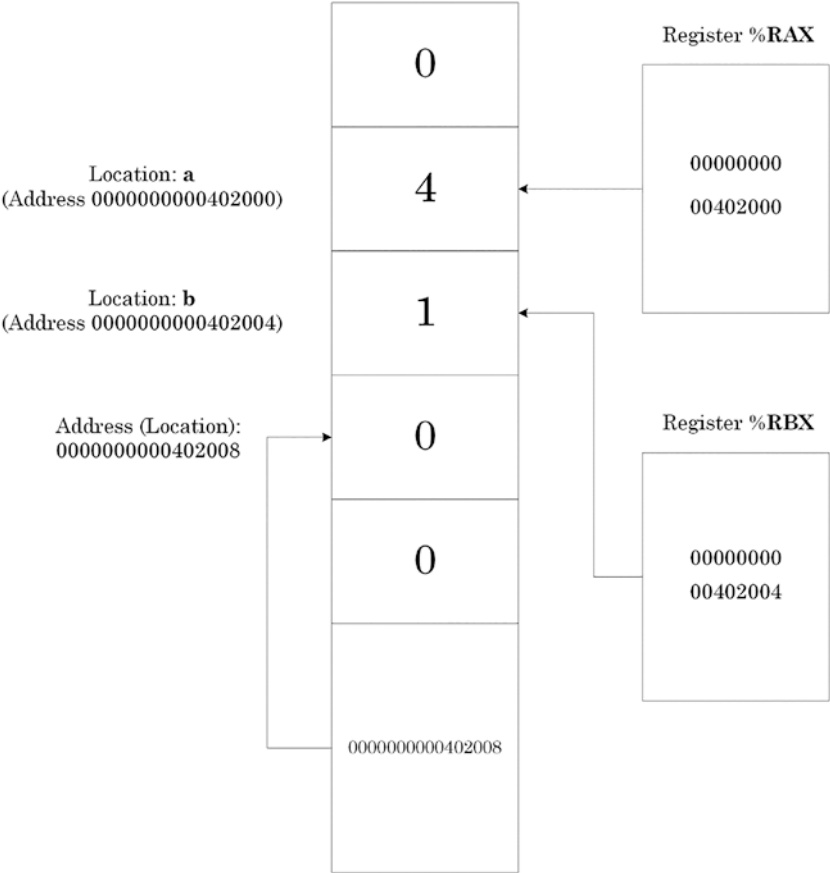 0
Register %RAX
Location: a
(Address 0000000000402000)
4
00000000
00402000
Location: b
(Address 0000000000402004)
1
Address (Location):
0000000000402008
0
Register %RBX
0
00000000
00402004
0000000000402008